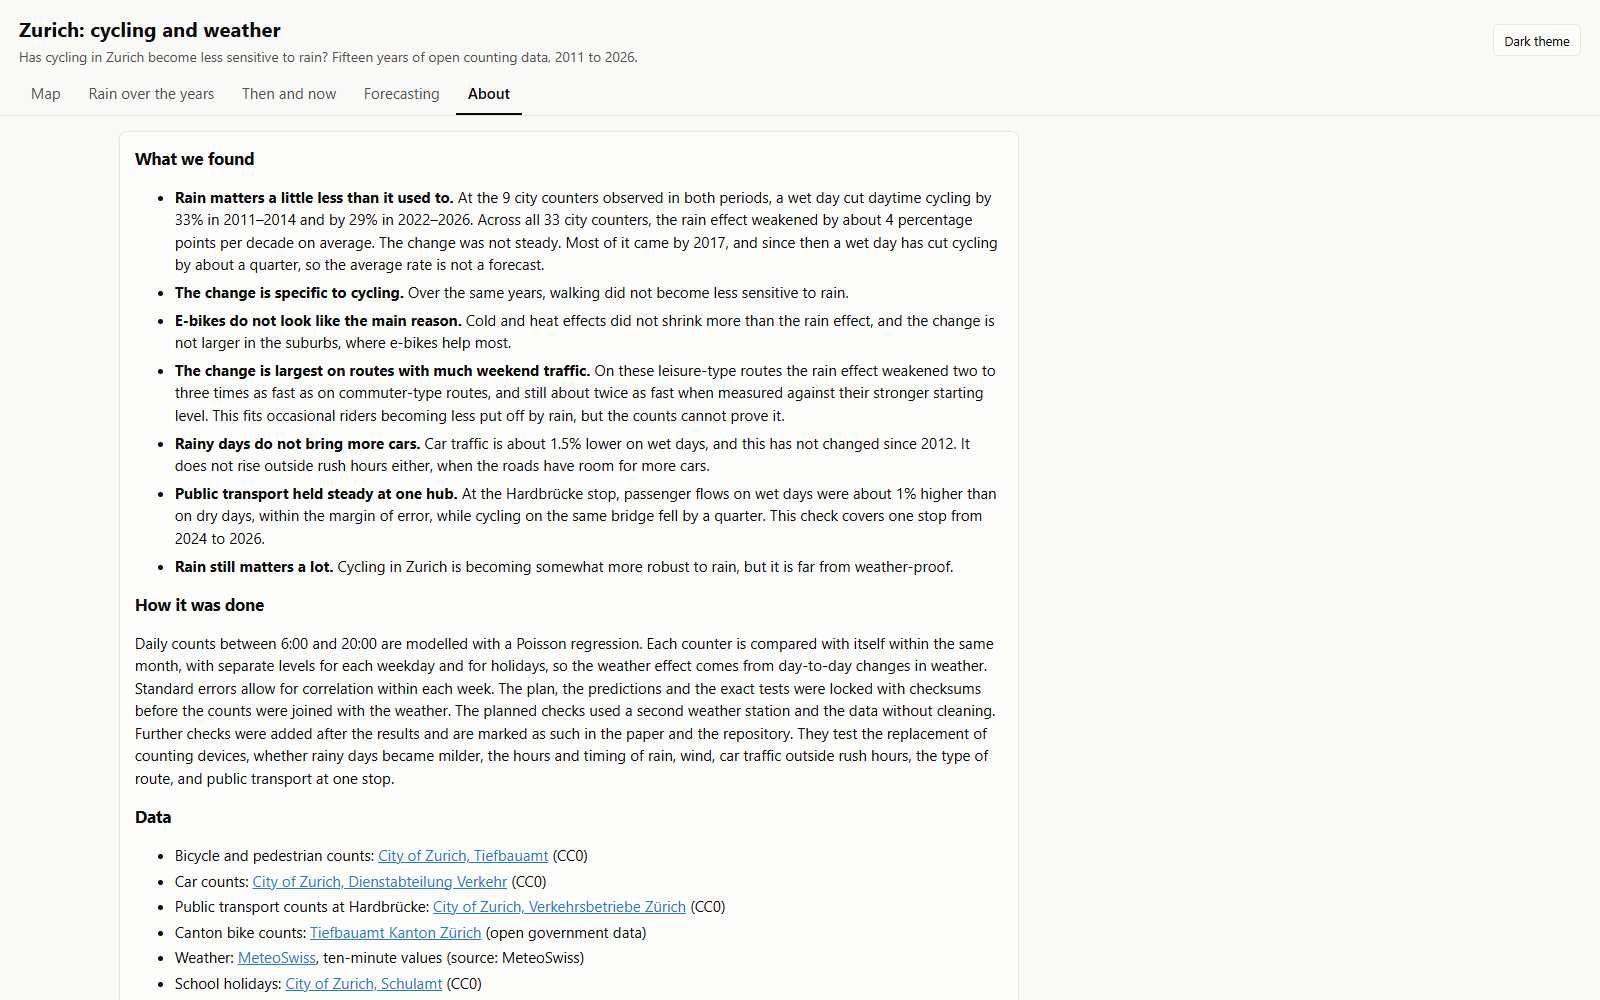 Zurich: cycling and weather
Has cycling in Zurich become less sensitive to rain? Fifteen years of open counting data, 2011 to 2026.
Dark theme
Map Rain over the years Then and now Forecasting About
What we found
• Rain matters a little less than it used to. At the 9 city counters observed in both periods, a wet day cut daytime cycling by
33% in 2011–2014 and by 29% in 2022–2026. Across all 33 city counters, the rain effect weakened by about 4 percentage
points per decade on average. The change was not steady. Most of it came by 2017, and since then a wet day has cut cycling
by about a quarter, so the average rate is not a forecast.
• The change is specific to cycling. Over the same years, walking did not become less sensitive to rain.
• E-bikes do not look like the main reason. Cold and heat effects did not shrink more than the rain effect, and the change is
not larger in the suburbs, where e-bikes help most.
• The change is largest on routes with much weekend traffic. On these leisure-type routes the rain effect weakened two to
three times as fast as on commuter-type routes, and still about twice as fast when measured against their stronger starting
level. This fits occasional riders becoming less put off by rain, but the counts cannot prove it.
• Rainy days do not bring more cars. Car traffic is about 1.5% lower on wet days, and this has not changed since 2012. It
does not rise outside rush hours either, when the roads have room for more cars.
• Public transport held steady at one hub. At the Hardbrücke stop, passenger flows on wet days were about 1% higher than
on dry days, within the margin of error, while cycling on the same bridge fell by a quarter. This check covers one stop from
2024 to 2026.
• Rain still matters a lot. Cycling in Zurich is becoming somewhat more robust to rain, but it is far from weather-proof.
How it was done
Daily counts between 6:00 and 20:00 are modelled with a Poisson regression. Each counter is compared with itself within the same
month, with separate levels for each weekday and for holidays, so the weather effect comes from day-to-day changes in weather.
Standard errors allow for correlation within each week. The plan, the predictions and the exact tests were locked with checksums
before the counts were joined with the weather. The planned checks used a second weather station and the data without cleaning.
Further checks were added after the results and are marked as such in the paper and the repository. They test the replacement of
counting devices, whether rainy days became milder, the hours and timing of rain, wind, car traffic outside rush hours, the type of
route, and public transport at one stop.
Data
• Bicycle and pedestrian counts: City of Zurich, Tiefbauamt (CC0)
• Car counts: City of Zurich, Dienstabteilung Verkehr (CC0)
• Public transport counts at Hardbrücke: City of Zurich, Verkehrsbetriebe Zürich (CC0)
• Canton bike counts: Tiefbauamt Kanton Zürich (open government data)
• Weather: MeteoSwiss, ten-minute values (source: MeteoSwiss)
• School holidays: City of Zurich, Schulamt (CC0)